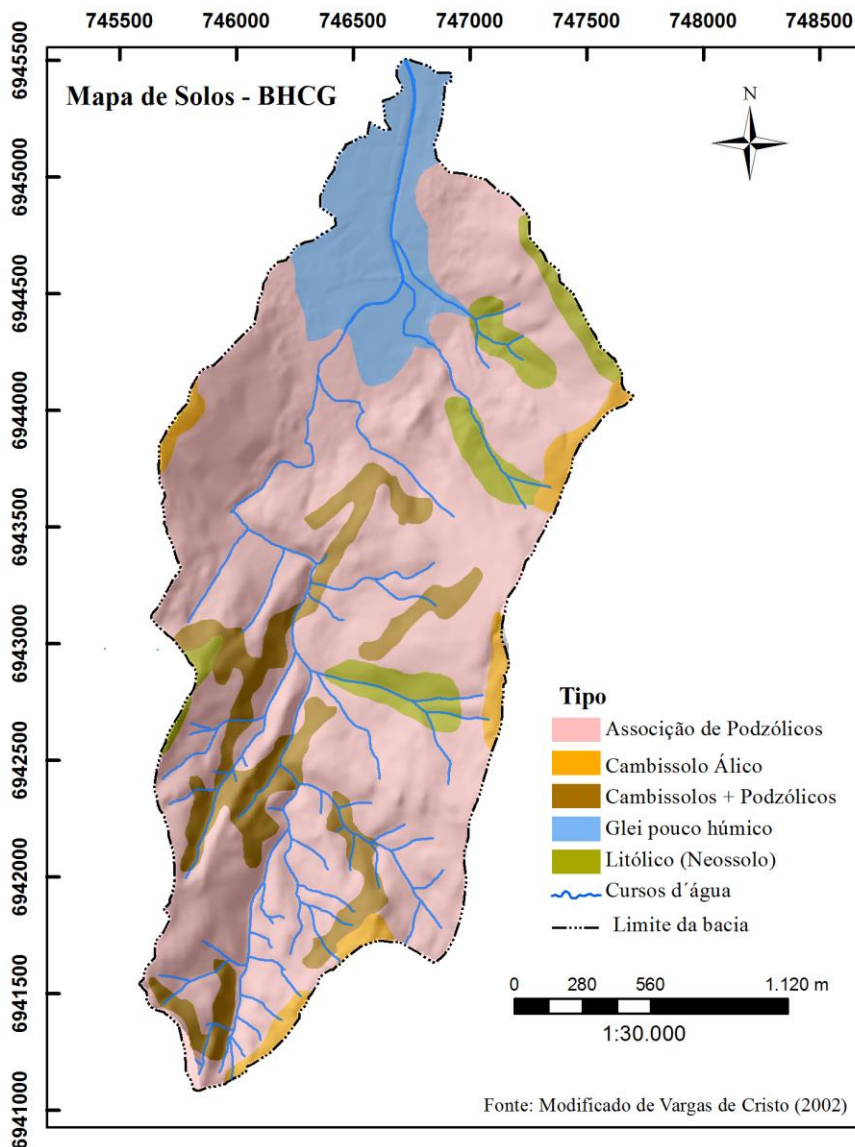 745500 746000 746500 747000 747500 748000 748500
6945500
6945000
6944500
6944000
6943500
6943000
6942500
6942000
6941500
6941000
Mapa de Solos - BHCG
N
Tipo
Associção de Podzólicos
Cambissolo Álico
Cambissolos + Podzólicos
Glei pouco húmico
Litólico (Neossolo)
Cursos d´água
Limite da bacia
0 280 560 1.120 m
1:30.000
Fonte: Modificado de Vargas de Cristo (2002)